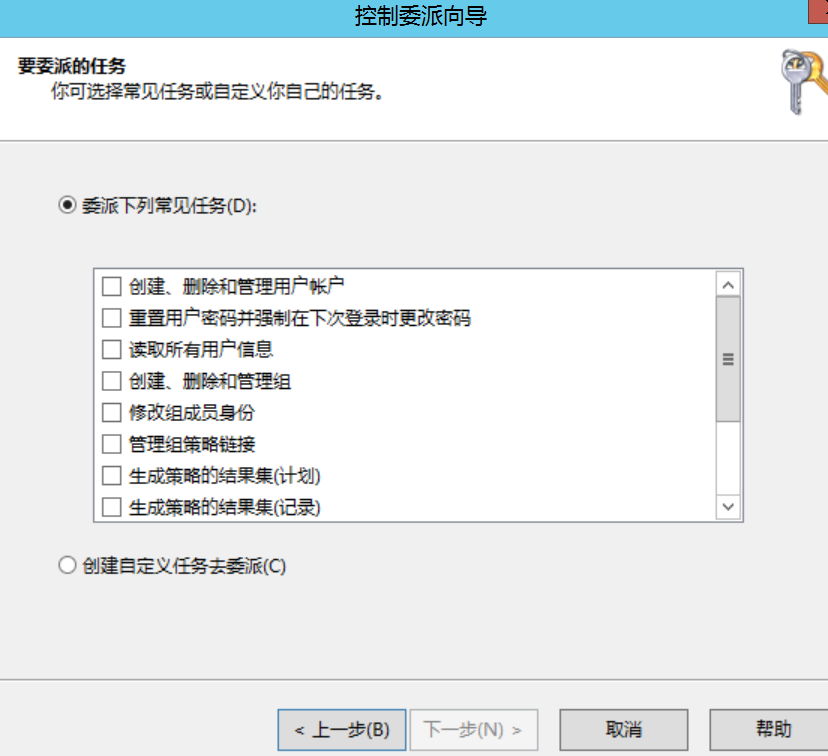 控制委派向导
要委派的任务
你可选择常见任务或自定义你自己的任务。
委派下列常见任务(D):
创建、删除和管理用户帐户
重置用户密码并强制在下次登录时更改密码
读取所有用户信息
创建、删除和管理组
修改组成员身份
管理组策略链接
生成策略的结果集(计划)
生成策略的结果集(记录)
创建自定义任务去委派(C)
< 上一步(B) 下一步(N) > 取消 帮助